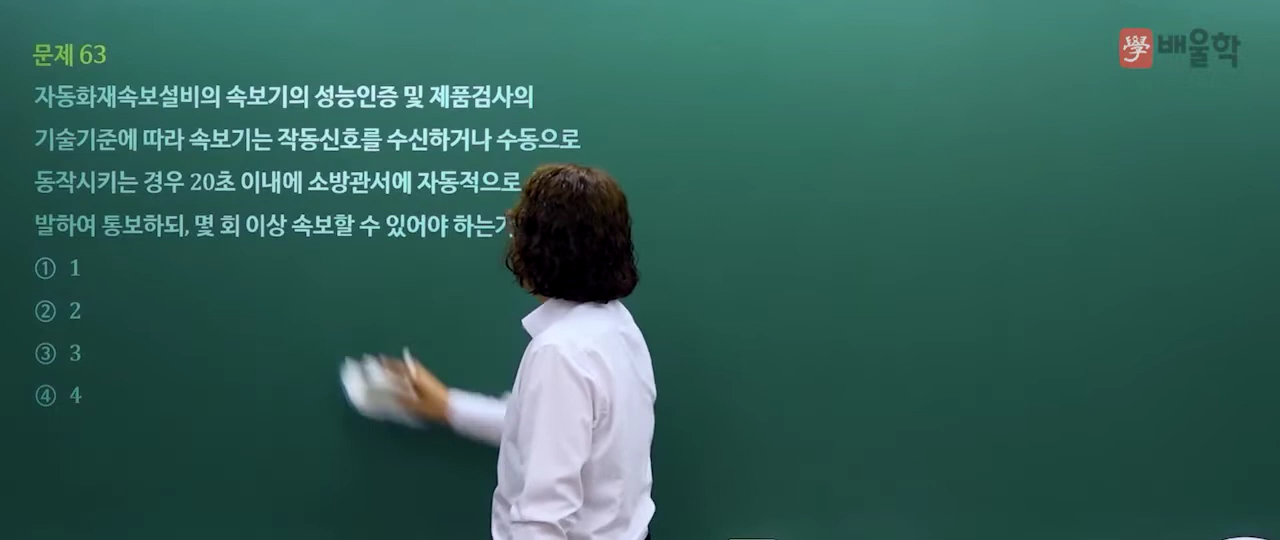 문제 63
자동화재속보설비의 속보기의 성능인증 및 제품검사의
기술기준에 따라 속보기는 작동신호를 수신하거나 수동으로
동작시키는 경우 20초 이내에 소방관서에 자동적으로
발하여 통보하되, 몇 회 이상 속보할 수 있어야 하는가
① 1
② 2
③ 3
④ 4
學 배울학